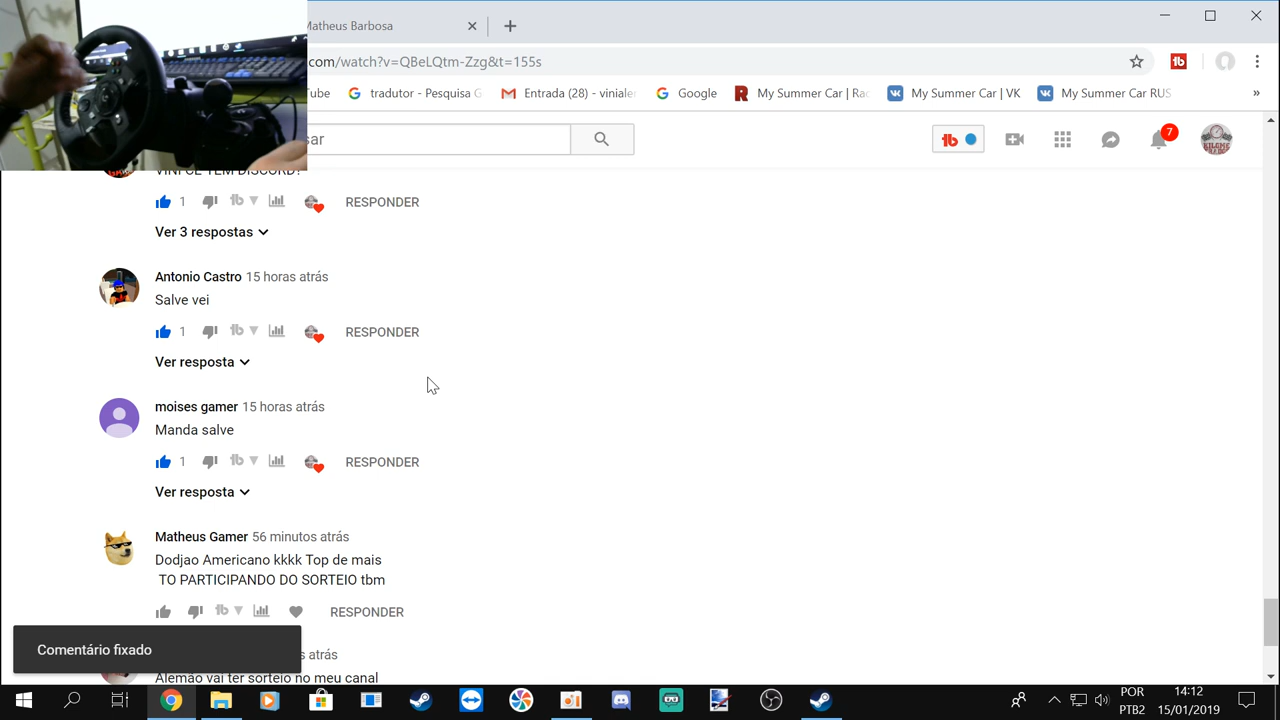 Matheus Barbosa
com/watch?v=QBeLQtm-Zzg&t=155s
tradutor - Pesquisa G
Entrada (28) - vinialer
Google
My Summer Car | Rac
My Summer Car | VK
My Summer Car RUS
»
sar
7
VINI CE TEM DISCORD?
1
RESPONDER
Ver 3 respostas
Antonio Castro 15 horas atrás
Salve vei
1
RESPONDER
Ver resposta
moises gamer 15 horas atrás
Manda salve
1
RESPONDER
Ver resposta
Matheus Gamer 56 minutos atrás
Dodjao Americano kkkk Top de mais
TO PARTICIPANDO DO SORTEIO tbm
RESPONDER
Comentário fixado
s atrás
Alemão vai ter sorteio no meu canal
POR
PTB2
14:12
15/01/2019